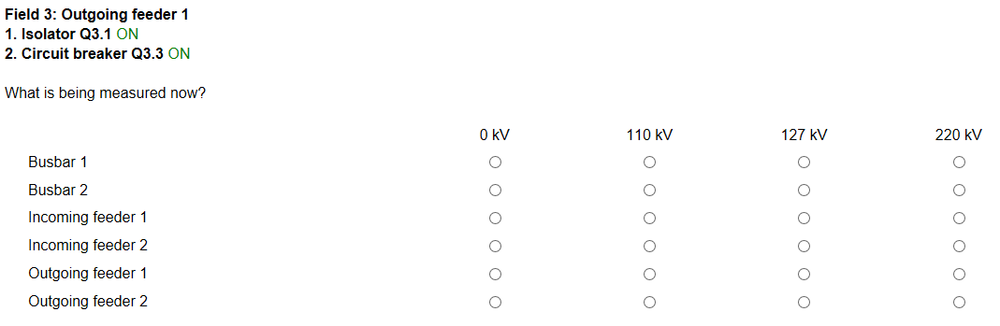 Field 3: Outgoing feeder 1
1. Isolator Q3.1 ON
2. Circuit breaker Q3.3 ON
What is being measured now?
0 kV 110 kV 127 kV 220 kV
Busbar 1
Busbar 2
Incoming feeder 1
Incoming feeder 2
Outgoing feeder 1
Outgoing feeder 2